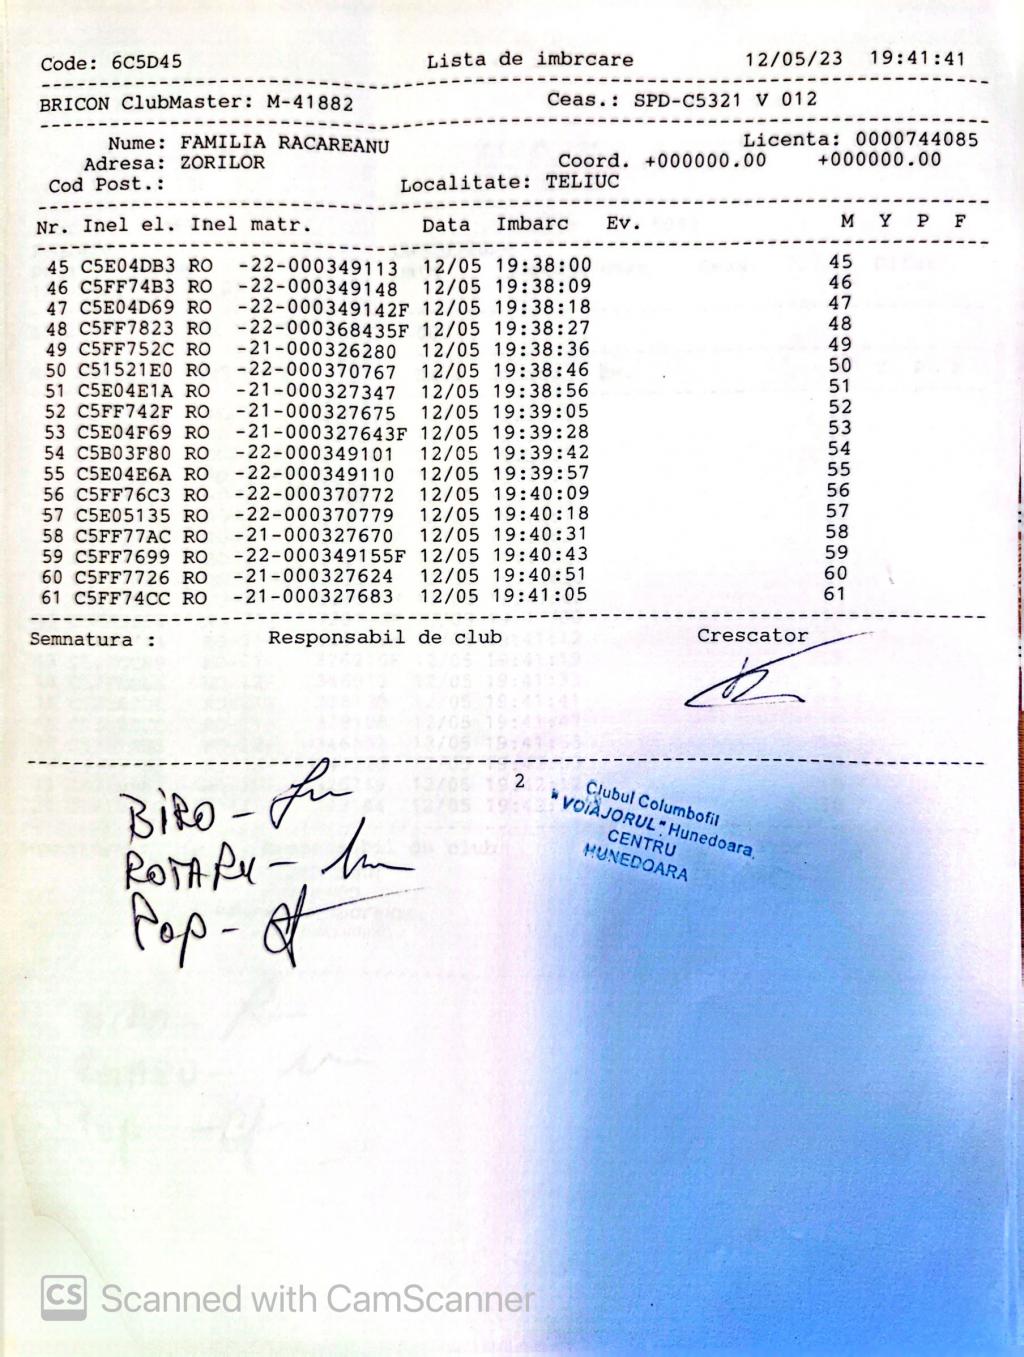 Code: 6C5D45 Lista de imbrcare 12/05/23 19:41:41
BRICON ClubMaster: M-41882 Ceas.: SPD-C5321 V 012
Nume: FAMILIA RACAREANU Licenta: 0000744085
Adresa: ZORILOR Coord. +000000.00 +000000.00
Cod Post.: Localitate: TELIUC
Nr. Inel el. Inel matr. Data Imbarc Ev. M Y P F
45 C5E04DB3 RO -22-000349113 12/05 19:38:00 45
46 C5FF74B3 RO -22-000349148 12/05 19:38:09 46
47 C5E04D69 RO -22-000349142F 12/05 19:38:18 47
48 C5FF7823 RO -22-000368435F 12/05 19:38:27 48
49 C5FF752C RO -21-000326280 12/05 19:38:36 49
50 C51521E0 RO -22-000370767 12/05 19:38:46 50
51 C5E04E1A RO -21-000327347 12/05 19:38:56 51
52 C5FF742F RO -21-000327675 12/05 19:39:05 52
53 C5E04F69 RO -21-000327643F 12/05 19:39:28 53
54 C5B03F80 RO -22-000349101 12/05 19:39:42 54
55 C5E04E6A RO -22-000349110 12/05 19:39:57 55
56 C5FF76C3 RO -22-000370772 12/05 19:40:09 56
57 C5E05135 RO -22-000370779 12/05 19:40:18 57
58 C5FF77AC RO -21-000327670 12/05 19:40:31 58
59 C5FF7699 RO -22-000349155F 12/05 19:40:43 59
60 C5FF7726 RO -21-000327624 12/05 19:40:51 60
61 C5FF74CC RO -21-000327683 12/05 19:41:05 61
Semnatura : Responsabil de club Crescator
2
BIRO -
ROTARU -
Pop -
Clubul Columbofil
"VOIAJORUL" Hunedoara
CENTRU
HUNEDOARA
CS Scanned with CamScanner